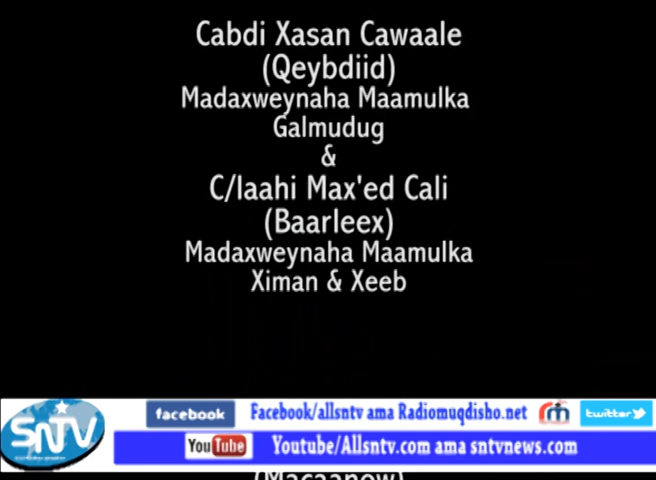 Cabdi Xasan Cawaale
(Qeybdiid)
Madaxweynaha Maamulka
Galmudug
&
C/laahi Max'ed Cali
(Baarleex)
Madaxweynaha Maamulka
Ximan & Xeeb
facebook Facebook/allsntv ama Radiomuqdisho.net twitter
SNTV
YouTube Youtube/Allsntv.com ama sntvnews.com
(Macaanow)